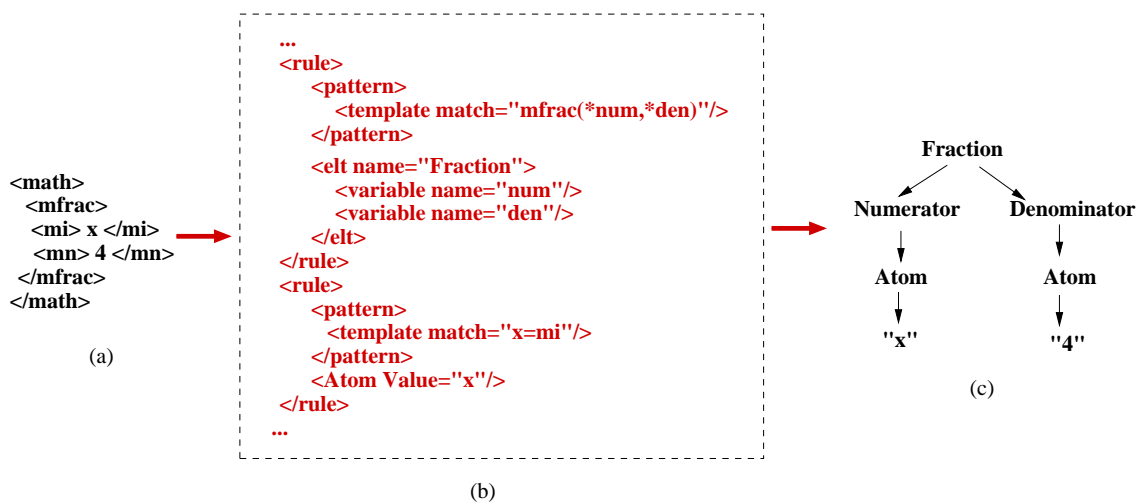 <math>
<mfrac>
<mi> x </mi>
<mn> 4 </mn>
</mfrac>
</math>
(a)
...
<rule>
<pattern>
<template match="mfrac(*num,*den)"/>
</pattern>
<elt name="Fraction">
<variable name="num"/>
<variable name="den"/>
</elt>
</rule>
<rule>
<pattern>
<template match="x=mi"/>
</pattern>
<Atom Value="x"/>
</rule>
...
(b)
Fraction
Numerator Denominator
Atom Atom
"x" "4"
(c)